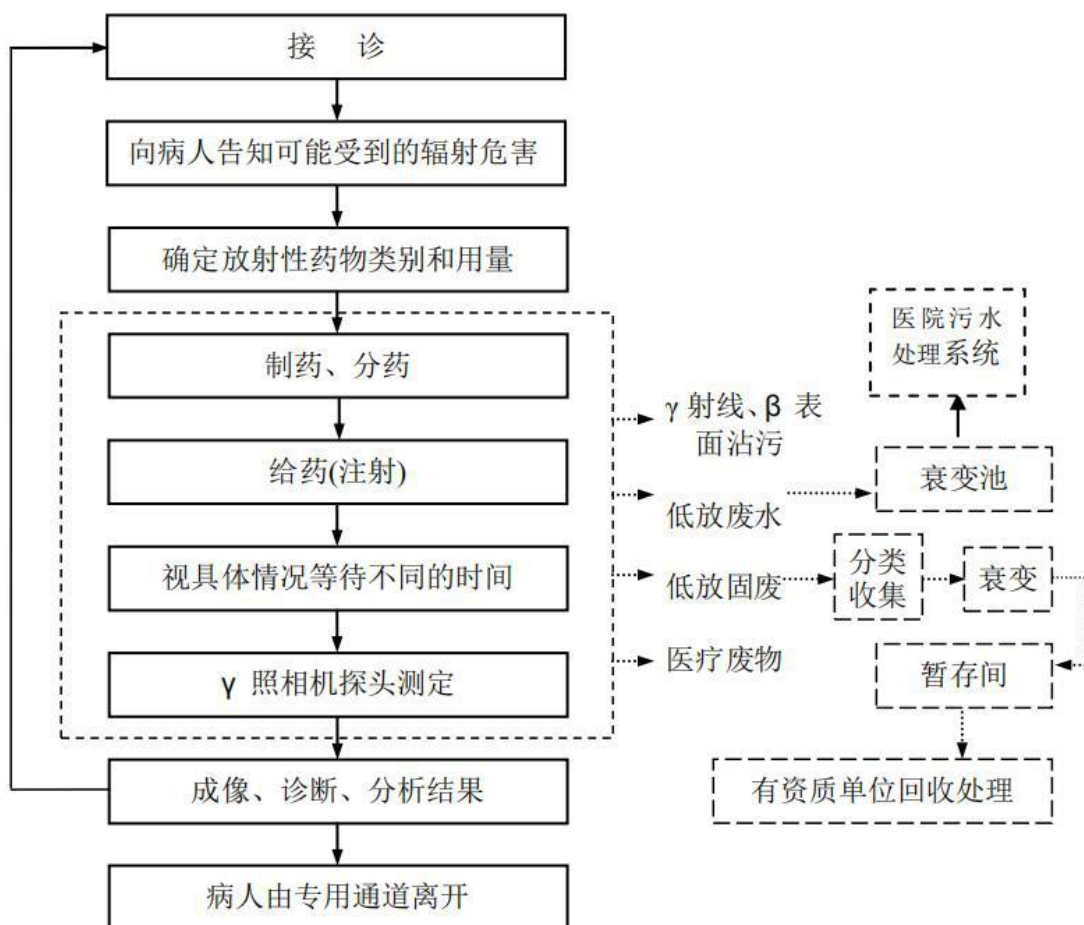 接 诊
向病人告知可能受到的辐射危害
确定放射性药物类别和用量
制药、分药
给药(注射)
视具体情况等待不同的时间
γ 照相机探头测定
成像、诊断、分析结果
病人由专用通道离开
γ 射线、β 表
面沾污
低放废水
低放固废
医疗废物
医院污水
处理系统
衰变池
分类
收集
衰变
暂存间
有资质单位回收处理